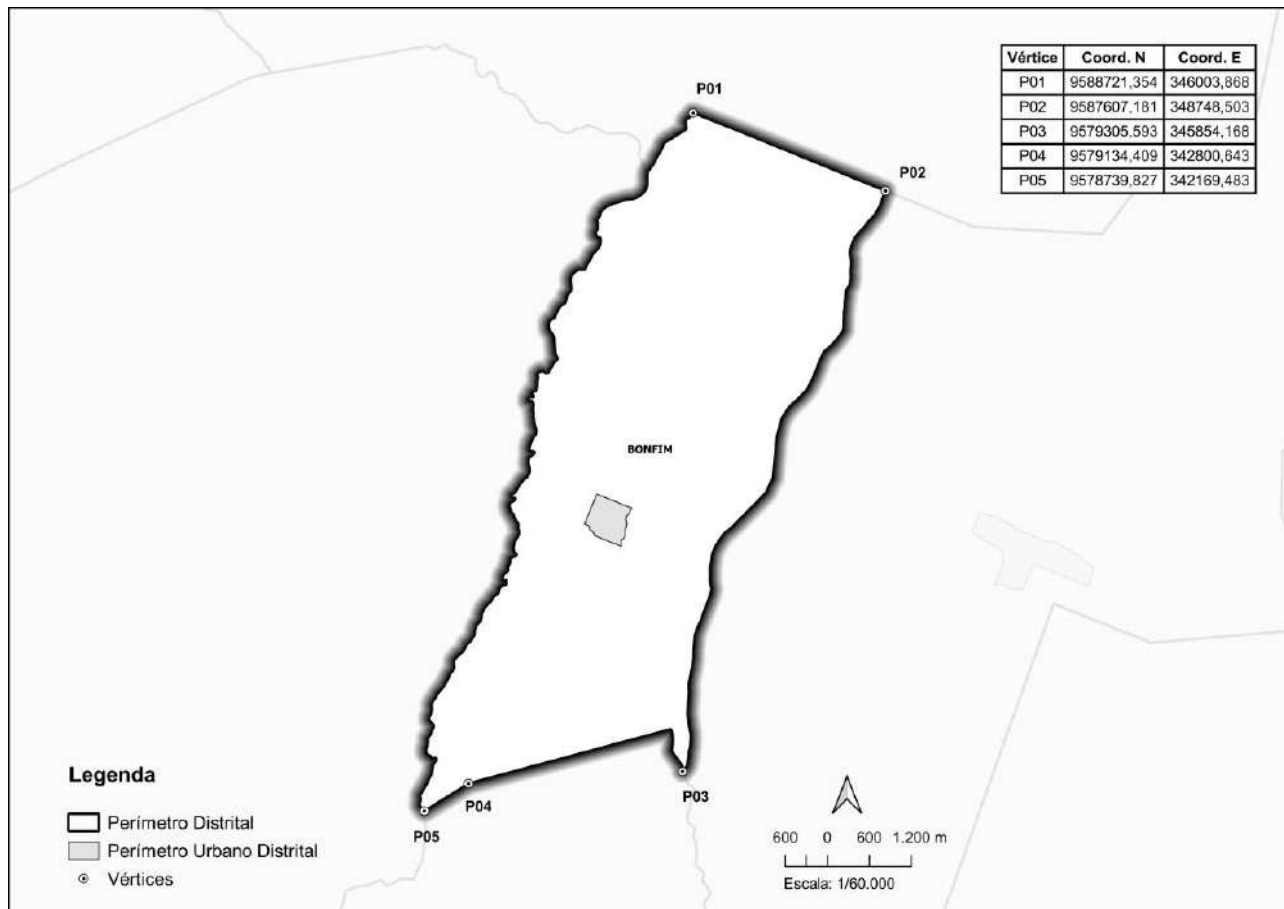 Vértice Coord. N Coord. E
P01 9588721,354 346003,868
P02 9587607,181 348748,503
P03 9579305,593 345854,168
P04 9579134,409 342800,643
P05 9578739,827 342169,483
P01
P02
BONFIM
P03
P04
P05
Legenda
Perímetro Distrital
Perímetro Urbano Distrital
Vértices
600 0 600 1.200 m
Escala: 1/60.000